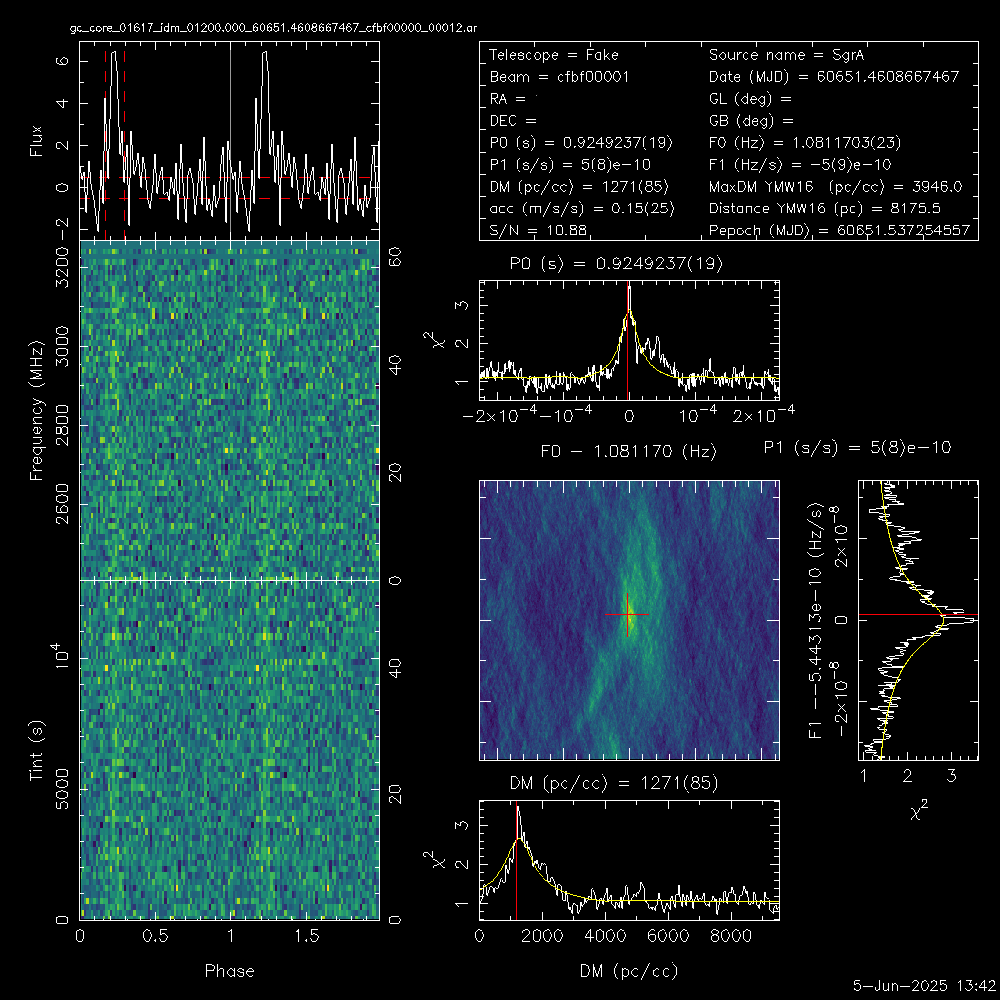 gc_core_01617_idm_01200.000_60651.4608667467_cfbf00000_00012.ar
Telescope = Fake
Source name = SgrA
Beam = cfbf00001
Date (MJD) = 60651.4608667467
RA =
GL (deg) =
DEC =
GB (deg) =
P0 (s) = 0.9249237(19)
F0 (Hz) = 1.0811703(23)
P1 (s/s) = 5(8)e-10
F1 (Hz/s) = -5(9)e-10
DM (pc/cc) = 1271(85)
MaxDM YMW16 (pc/cc) = 3946.0
acc (m/s/s) = 0.15(25)
Distance YMW16 (pc) = 8175.5
S/N = 10.88
Pepoch (MJD) = 60651.537254557
Flux
6
4
2
0
-2
Frequency (MHz)
3200
3000
2800
2600
60
40
20
0
Tint (s)
10⁴
5000
0
40
20
0
0 0.5 1 1.5
Phase
P0 (s) = 0.9249237(19)
χ²
3
2
1
-2×10⁻⁴ -10⁻⁴ 0 10⁻⁴ 2×10⁻⁴
F0 - 1.081170 (Hz)
P1 (s/s) = 5(8)e-10
F1 --5.44313e-10 (Hz/s)
2×10⁻⁸
0
-2×10⁻⁸
1 2 3
χ²
DM (pc/cc) = 1271(85)
χ²
3
2
1
0 2000 4000 6000 8000
DM (pc/cc)
5-Jun-2025 13:42